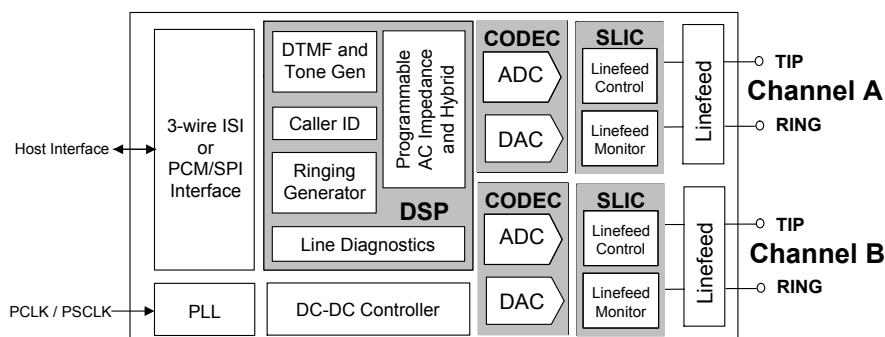 Host Interface
PCLK / PSCLK
3-wire ISI
or
PCM/SPI
Interface
PLL
DTMF and
Tone Gen
Caller ID
Ringing
Generator
Programmable
AC Impedance
and Hybrid
DSP
Line Diagnostics
DC-DC Controller
CODEC
ADC
DAC
SLIC
Linefeed
Control
Linefeed
Monitor
Linefeed
TIP
Channel A
RING
CODEC
ADC
DAC
SLIC
Linefeed
Control
Linefeed
Monitor
Linefeed
TIP
Channel B
RING